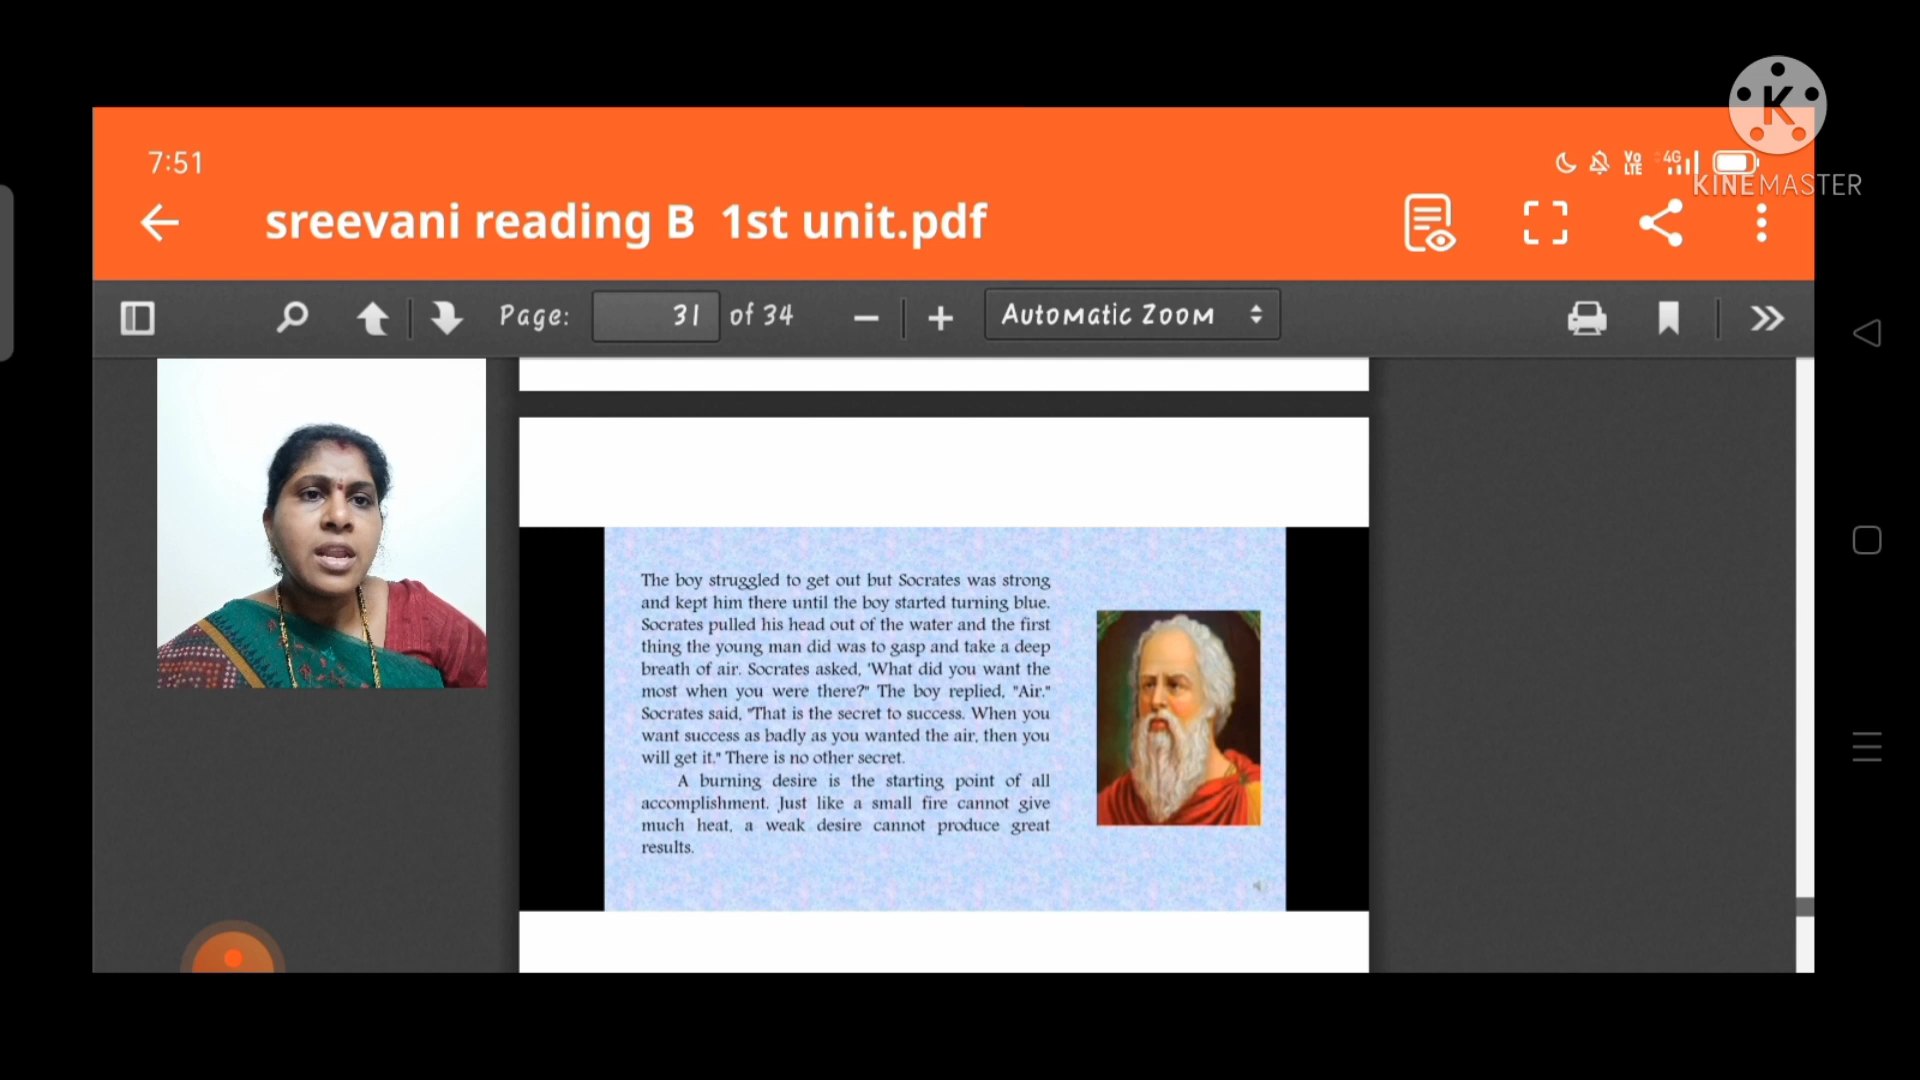 K
7:51
Vo LTE 4G
KINEMASTER
sreevani reading B 1st unit.pdf
Page: 31 of 34
Automatic Zoom
The boy struggled to get out but Socrates was strong
and kept him there until the boy started turning blue.
Socrates pulled his head out of the water and the first
thing the young man did was to gasp and take a deep
breath of air. Socrates asked, 'What did you want the
most when you were there?" The boy replied, "Air."
Socrates said, "That is the secret to success. When you
want success as badly as you wanted the air, then you
will get it." There is no other secret.
A burning desire is the starting point of all
accomplishment. Just like a small fire cannot give
much heat, a weak desire cannot produce great
results.